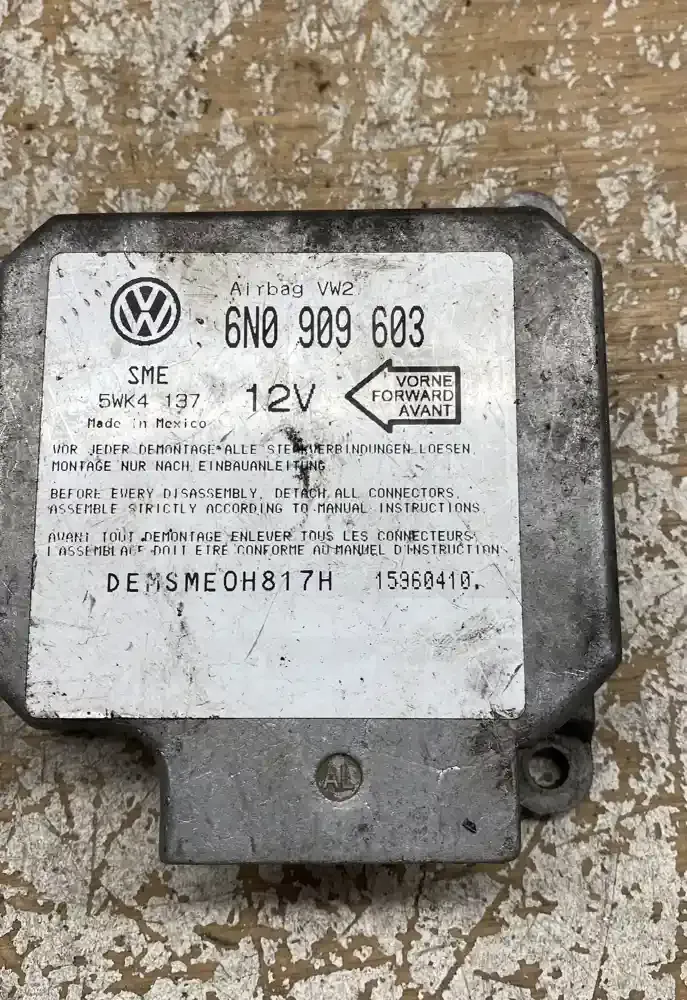 Airbag VW2
6N0 909 603
SME
5WK4 137
12V
VORNE
FORWARD
AVANT
Made in Mexico
VOR JEDER DEMONTAGE ALLE STECKVERBINDUNGEN LOESEN.
MONTAGE NUR NACH EINBAUANLEITUNG
BEFORE EVERY DISASSEMBLY, DETACH ALL CONNECTORS.
ASSEMBLE STRICTLY ACCORDING TO MANUAL INSTRUCTIONS
AVANT TOUT DEMONTAGE ENLEVER TOUS LES CONNECTEURS
L'ASSEMBLAGE DOIT ETRE CONFORME AU MANUEL D'INSTRUCTION
DEMSME0H817H 15960410.
AL